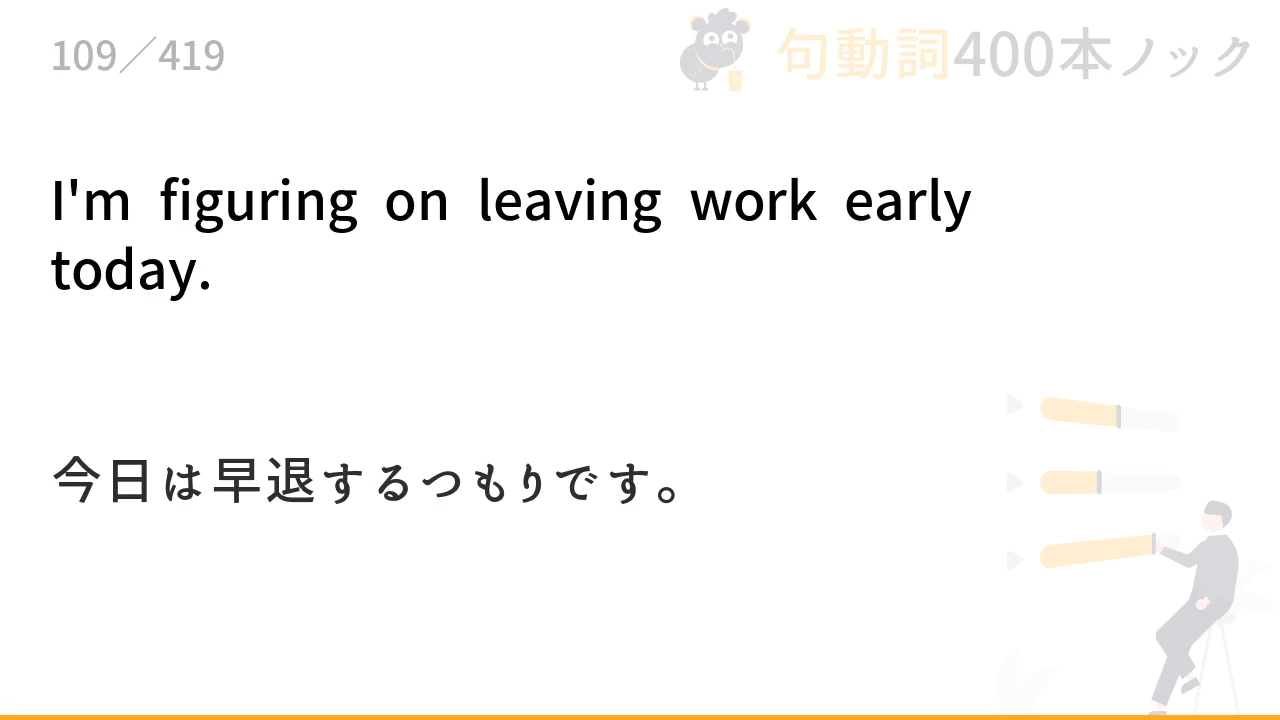 109／419
句動詞400本ノック
I'm figuring on leaving work early
today.
今日は早退するつもりです。